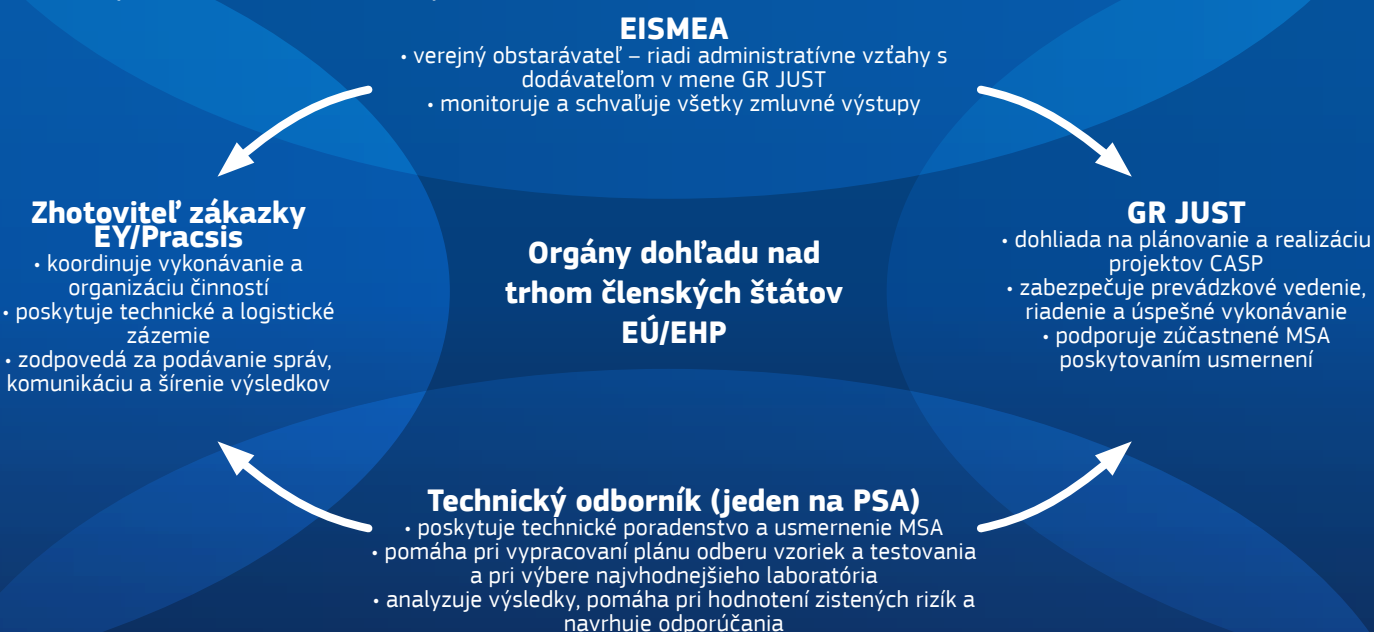 EISMEA
• verejný obstarávateľ – riadi administratívne vzťahy s
dodávateľom v mene GR JUST
• monitoruje a schvaľuje všetky zmluvné výstupy
Zhotoviteľ zákazky
EY/Pracsis
• koordinuje vykonávanie a
organizáciu činností
• poskytuje technické a logistické
zázemie
• zodpovedá za podávanie správ,
komunikáciu a šírenie výsledkov
Orgány dohľadu nad
trhom členských štátov
EÚ/EHP
GR JUST
• dohliada na plánovanie a realizáciu
projektov CASP
• zabezpečuje prevádzkové vedenie,
riadenie a úspešné vykonávanie
• podporuje zúčastnené MSA
poskytovaním usmernení
Technický odborník (jeden na PSA)
• poskytuje technické poradenstvo a usmernenie MSA
• pomáha pri vypracovaní plánu odberu vzoriek a testovania
a pri výbere najvhodnejšieho laboratória
• analyzuje výsledky, pomáha pri hodnotení zistených rizík a
navrhuje odporúčania